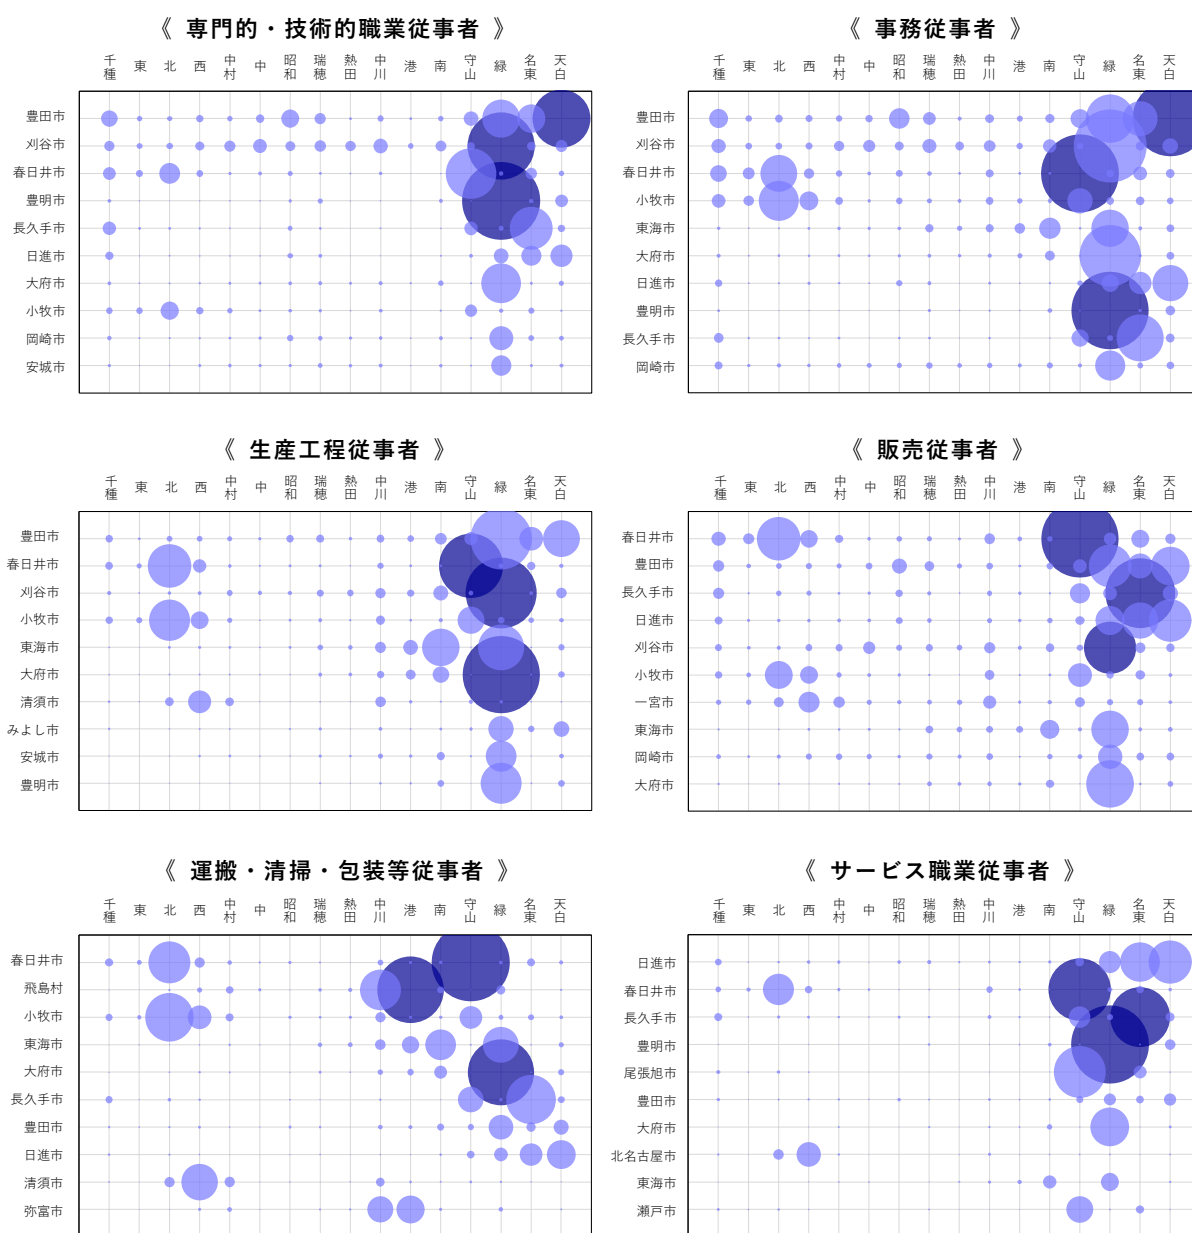 《 専門的・技術的職業従事者 》
千種 東 北 西 中村 中 昭和 瑞穂 熱田 中川 港 南 守山 緑 名東 天白
豊田市
刈谷市
春日井市
豊明市
長久手市
日進市
大府市
小牧市
岡崎市
安城市
《 事務従事者 》
千種 東 北 西 中村 中 昭和 瑞穂 熱田 中川 港 南 守山 緑 名東 天白
豊田市
刈谷市
春日井市
小牧市
東海市
大府市
日進市
豊明市
長久手市
岡崎市
《 生産工程従事者 》
千種 東 北 西 中村 中 昭和 瑞穂 熱田 中川 港 南 守山 緑 名東 天白
豊田市
春日井市
刈谷市
小牧市
東海市
大府市
清須市
みよし市
安城市
豊明市
《 販売従事者 》
千種 東 北 西 中村 中 昭和 瑞穂 熱田 中川 港 南 守山 緑 名東 天白
春日井市
豊田市
長久手市
日進市
刈谷市
小牧市
一宮市
東海市
岡崎市
大府市
《 運搬・清掃・包装等従事者 》
千種 東 北 西 中村 中 昭和 瑞穂 熱田 中川 港 南 守山 緑 名東 天白
春日井市
飛島村
小牧市
東海市
大府市
長久手市
豊田市
日進市
清須市
弥富市
《 サービス職業従事者 》
千種 東 北 西 中村 中 昭和 瑞穂 熱田 中川 港 南 守山 緑 名東 天白
日進市
春日井市
長久手市
豊明市
尾張旭市
豊田市
大府市
北名古屋市
東海市
瀬戸市